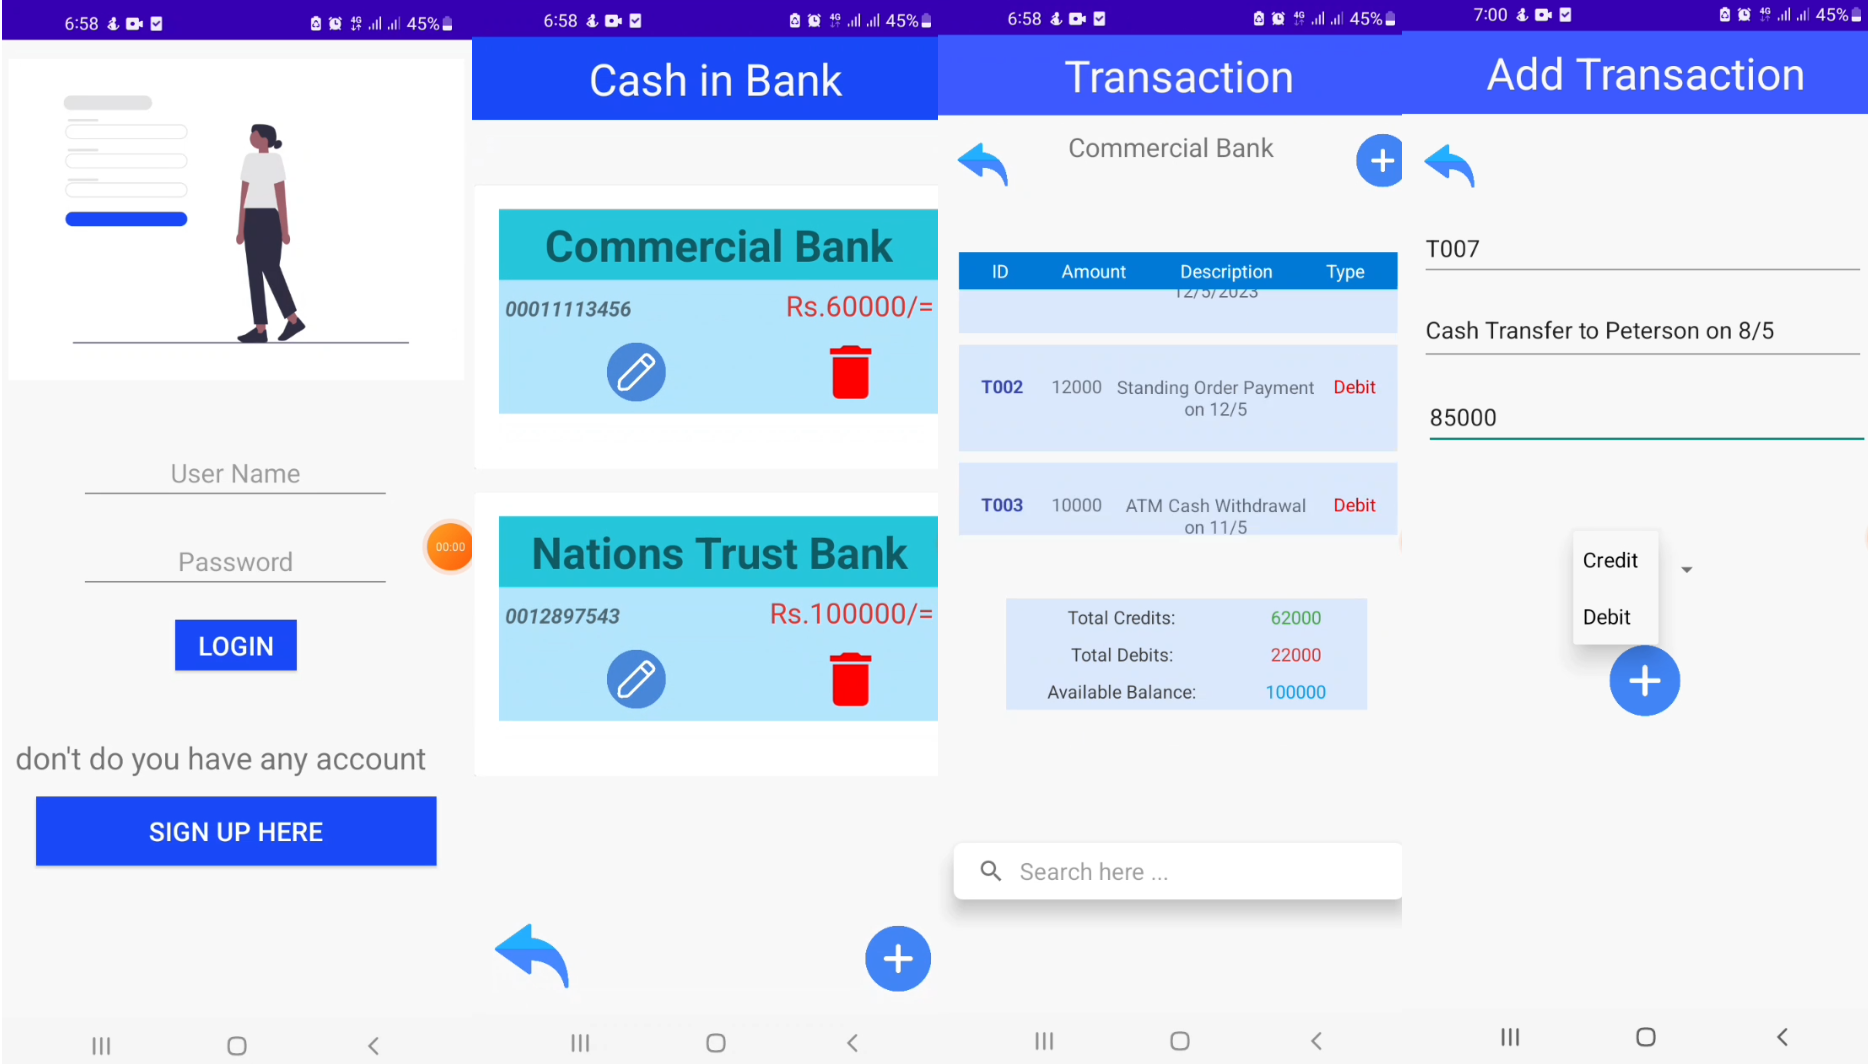 6:58
4G
45%
User Name
Password
00:00
LOGIN
don't do you have any account
SIGN UP HERE
6:58
4G
45%
Cash in Bank
Commercial Bank
00011113456
Rs.60000/=
Nations Trust Bank
0012897543
Rs.100000/=
6:58
4G
45%
Transaction
Commercial Bank
ID Amount Description Type
12/5/2023
T002 12000 Standing Order Payment Debit
on 12/5
T003 10000 ATM Cash Withdrawal Debit
on 11/5
Total Credits: 62000
Total Debits: 22000
Available Balance: 100000
Search here ...
7:00
4G
45%
Add Transaction
T007
Cash Transfer to Peterson on 8/5
85000
Credit
Debit